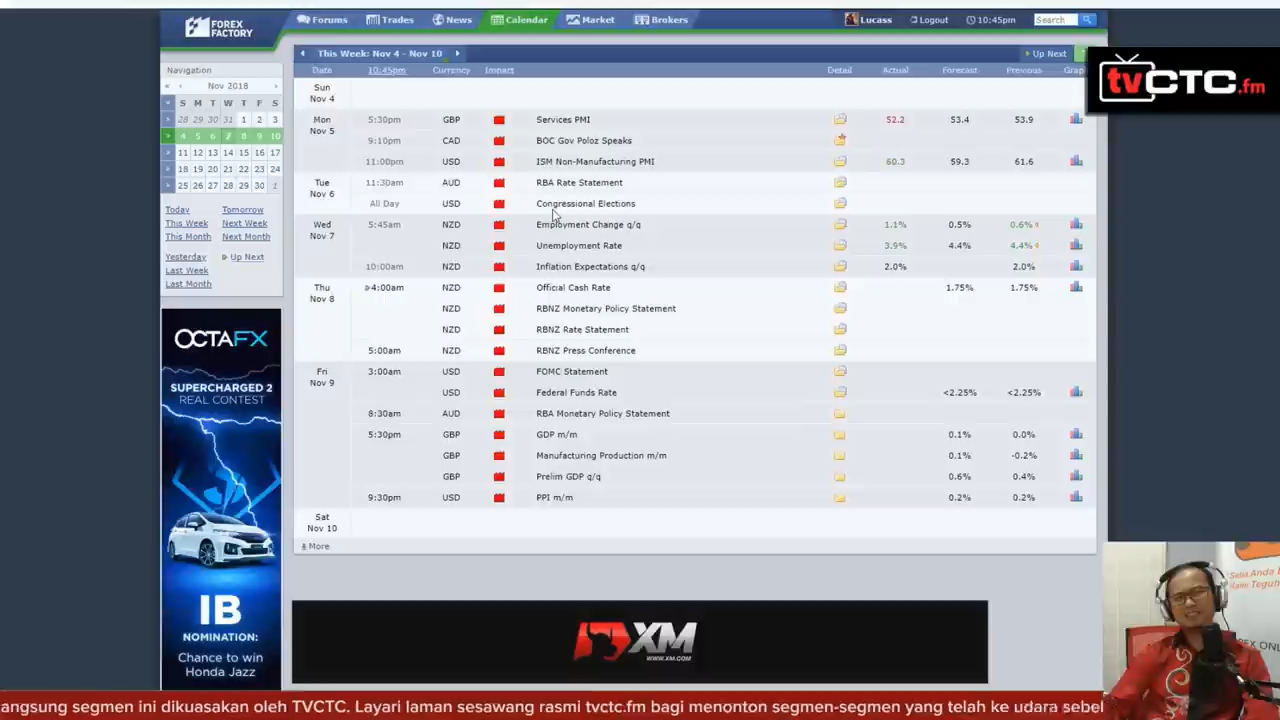 FOREX
FACTORY
Forums
Trades
News
Calendar
Market
Brokers
Lucass
Logout
10:45pm
Search
Navigation
« ‹ Nov 2018 ›
S M T W T F S
28 29 30 31 1 2 3
4 5 6 7 8 9 10
11 12 13 14 15 16 17
18 19 20 21 22 23 24
25 26 27 28 29 30 1
Today Tomorrow
This Week Next Week
This Month Next Month
Yesterday Up Next
Last Week
Last Month
This Week: Nov 4 - Nov 10
Up Next
Date 10:45pm Currency Impact Detail Actual Forecast Previous Grap
Sun
Nov 4
Mon
Nov 5
5:30pm GBP Services PMI 52.2 53.4 53.9
9:10pm CAD BOC Gov Poloz Speaks
11:00pm USD ISM Non-Manufacturing PMI 60.3 59.3 61.6
Tue
Nov 6
11:30am AUD RBA Rate Statement
All Day USD Congressional Elections
Wed
Nov 7
5:45am NZD Employment Change q/q 1.1% 0.5% 0.6%
NZD Unemployment Rate 3.9% 4.4% 4.4%
10:00am NZD Inflation Expectations q/q 2.0% 2.0%
Thu
Nov 8
4:00am NZD Official Cash Rate 1.75% 1.75%
NZD RBNZ Monetary Policy Statement
NZD RBNZ Rate Statement
5:00am NZD RBNZ Press Conference
Fri
Nov 9
3:00am USD FOMC Statement
USD Federal Funds Rate <2.25% <2.25%
8:30am AUD RBA Monetary Policy Statement
5:30pm GBP GDP m/m 0.1% 0.0%
GBP Manufacturing Production m/m 0.1% -0.2%
GBP Prelim GDP q/q 0.6% 0.4%
9:30pm USD PPI m/m 0.2% 0.2%
Sat
Nov 10
More
OCTAFX
SUPERCHARGED 2
REAL CONTEST
IB
NOMINATION:
Chance to win
Honda Jazz
XM
WWW.XM.COM
tvCTC.fm
Setia Anda
angsung segmen ini dikuasakan oleh TVCTC. Layari laman sesawang rasmi tvctc.fm bagi menonton segmen-segmen yang telah ke udara sebel